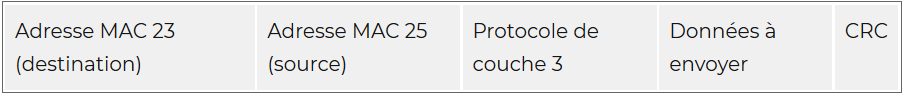 Adresse MAC 23
(destination)
Adresse MAC 25
(source)
Protocole de
couche 3
Données à
envoyer
CRC